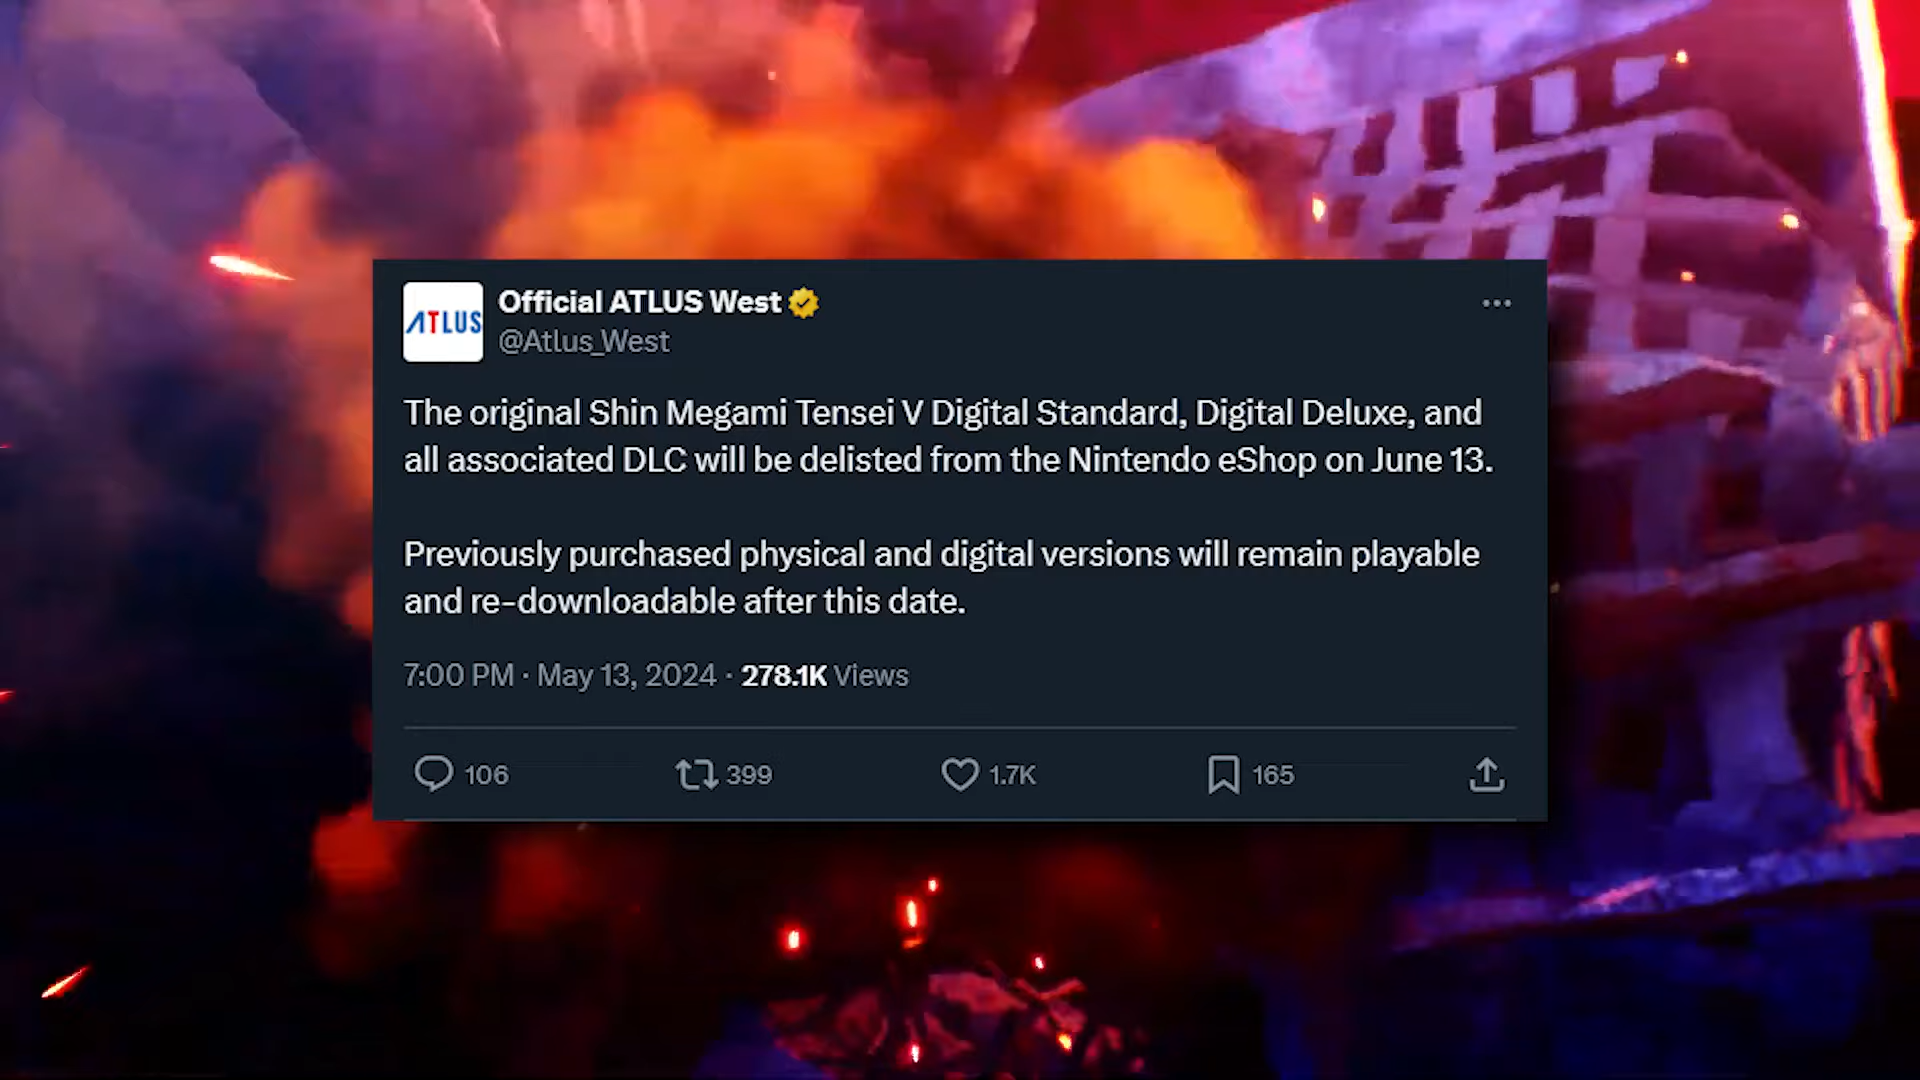 ATLUS
Official ATLUS West
@Atlus_West
The original Shin Megami Tensei V Digital Standard, Digital Deluxe, and
all associated DLC will be delisted from the Nintendo eShop on June 13.
Previously purchased physical and digital versions will remain playable
and re-downloadable after this date.
7:00 PM · May 13, 2024 · 278.1K Views
106 399 1.7K 165